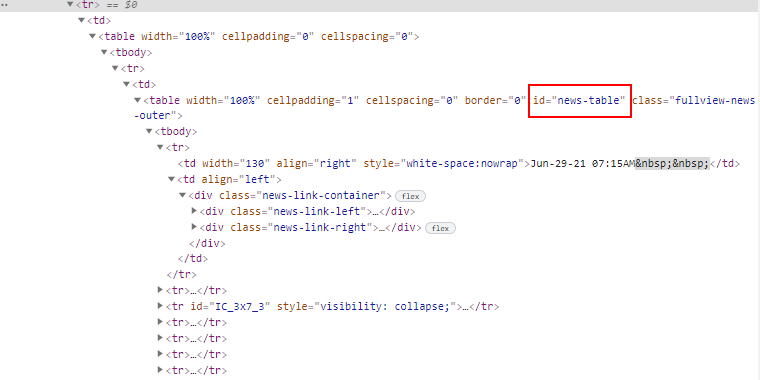 ▼<tr> == $0
▼<td>
▼<table width="100%" cellpadding="0" cellspacing="0">
▼<tbody>
▼<tr>
▼<td>
▼<table width="100%" cellpadding="1" cellspacing="0" border="0" id="news-table" class="fullview-news
-outer">
▼<tbody>
▼<tr>
<td width="130" align="right" style="white-space:nowrap">Jun-29-21 07:15AM&nbsp;&nbsp;</td>
▼<td align="left">
▼<div class="news-link-container"> flex
▶<div class="news-link-left">…</div>
▶<div class="news-link-right">…</div> flex
</div>
</td>
</tr>
▶<tr>…</tr>
▶<tr id="IC_3x7_3" style="visibility: collapse;">…</tr>
▶<tr>…</tr>
▶<tr>…</tr>
▶<tr>…</tr>
▶<tr>…</tr>